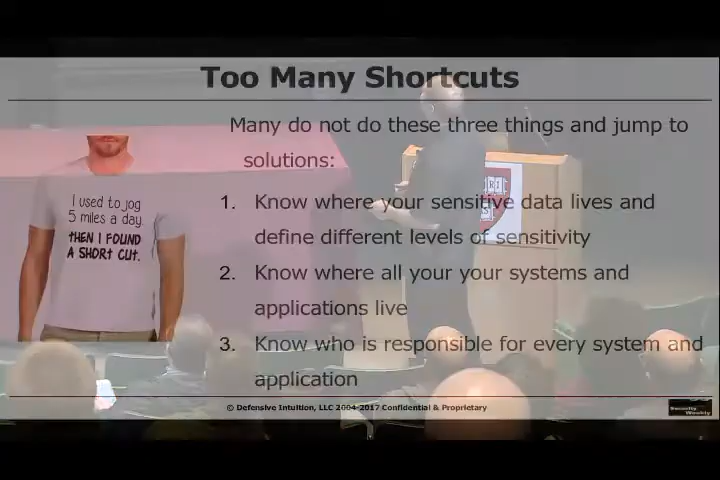 Too Many Shortcuts
Many do not do these three things and jump to
solutions:
I used to jog
5 miles a day.
THEN I FOUND
A SHORT CUT.
1. Know where your sensitive data lives and
define different levels of sensitivity
2. Know where all your your systems and
applications live
3. Know who is responsible for every system and
application
© Defensive Intuition, LLC 2004-2017 Confidential & Proprietary
Security
Weekly